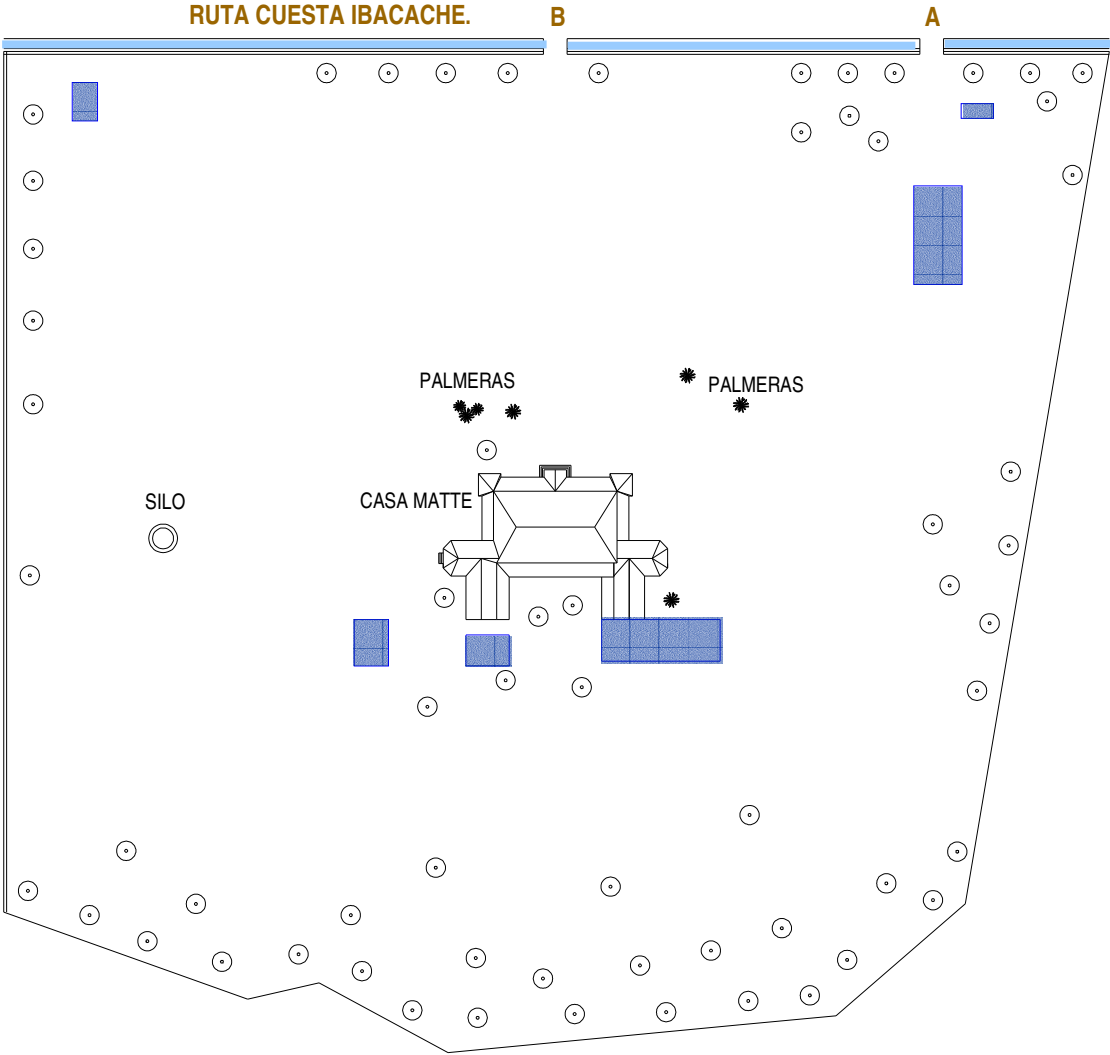 RUTA CUESTA IBACACHE.
B
A
PALMERAS
PALMERAS
SILO
CASA MATTE